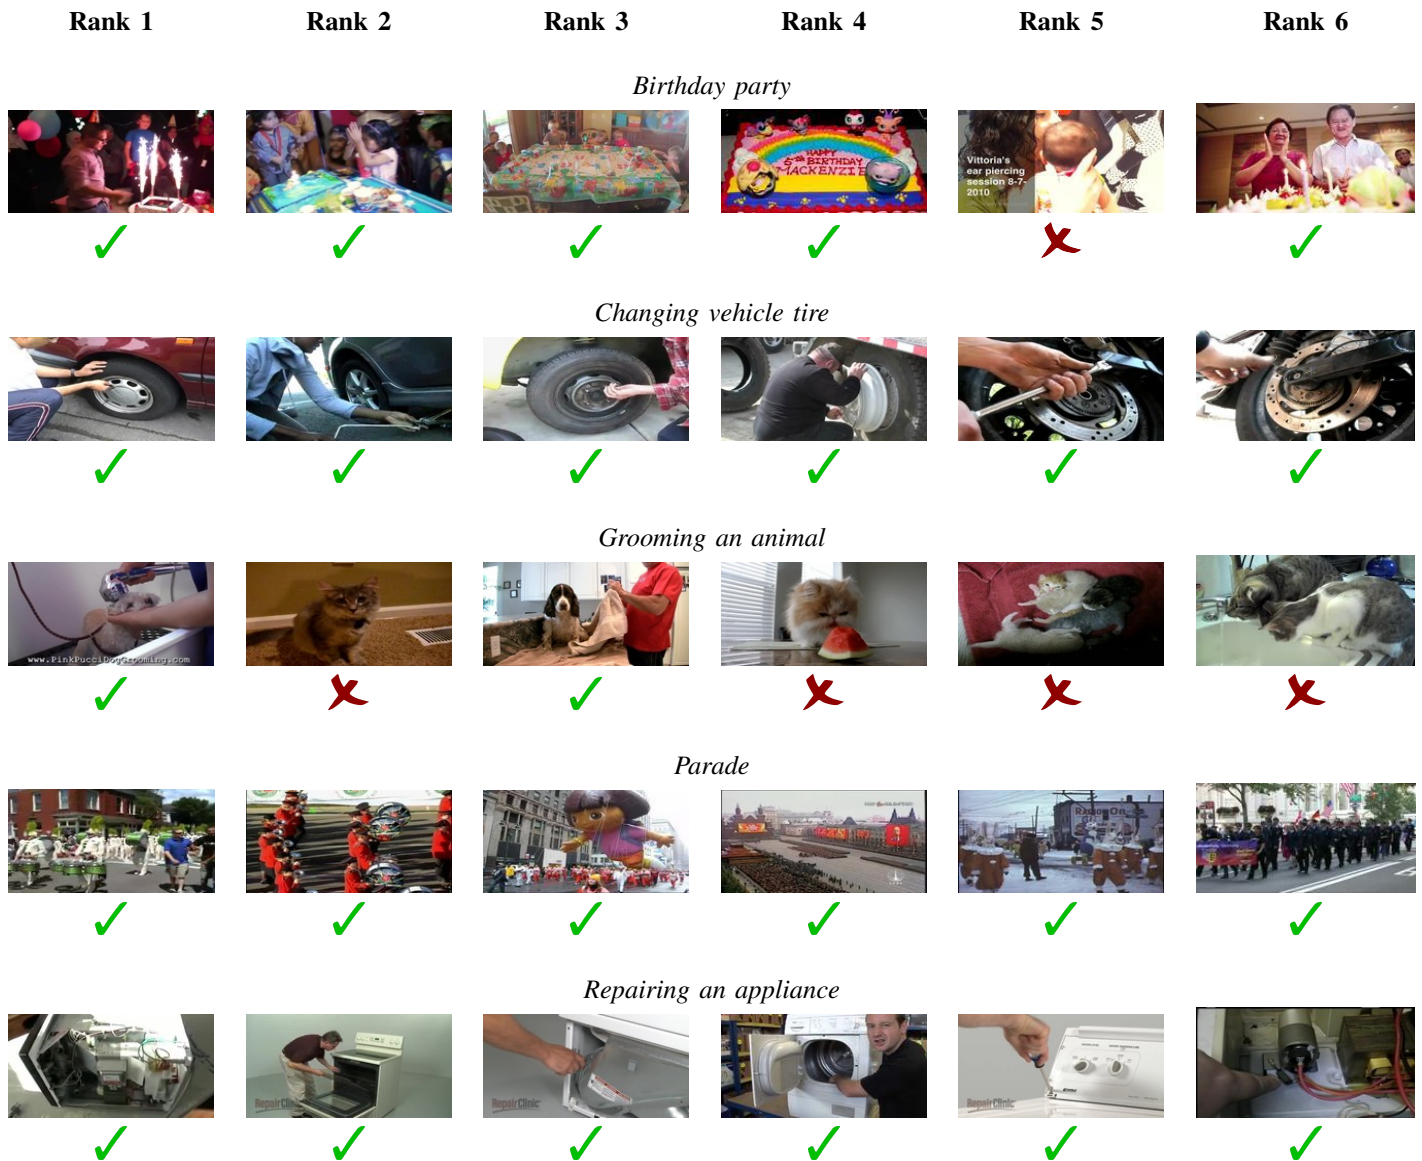 Rank 1 Rank 2 Rank 3 Rank 4 Rank 5 Rank 6
Birthday party
HAPPY
5th BIRTHDAY
MACKENZIE
Vittoria's
ear piercing
session 8-7-
2010
Changing vehicle tire
Grooming an animal
www.PinkPucciDogGrooming.com
Parade
Repairing an appliance
RepairClinic
RepairClinic
RepairClinic